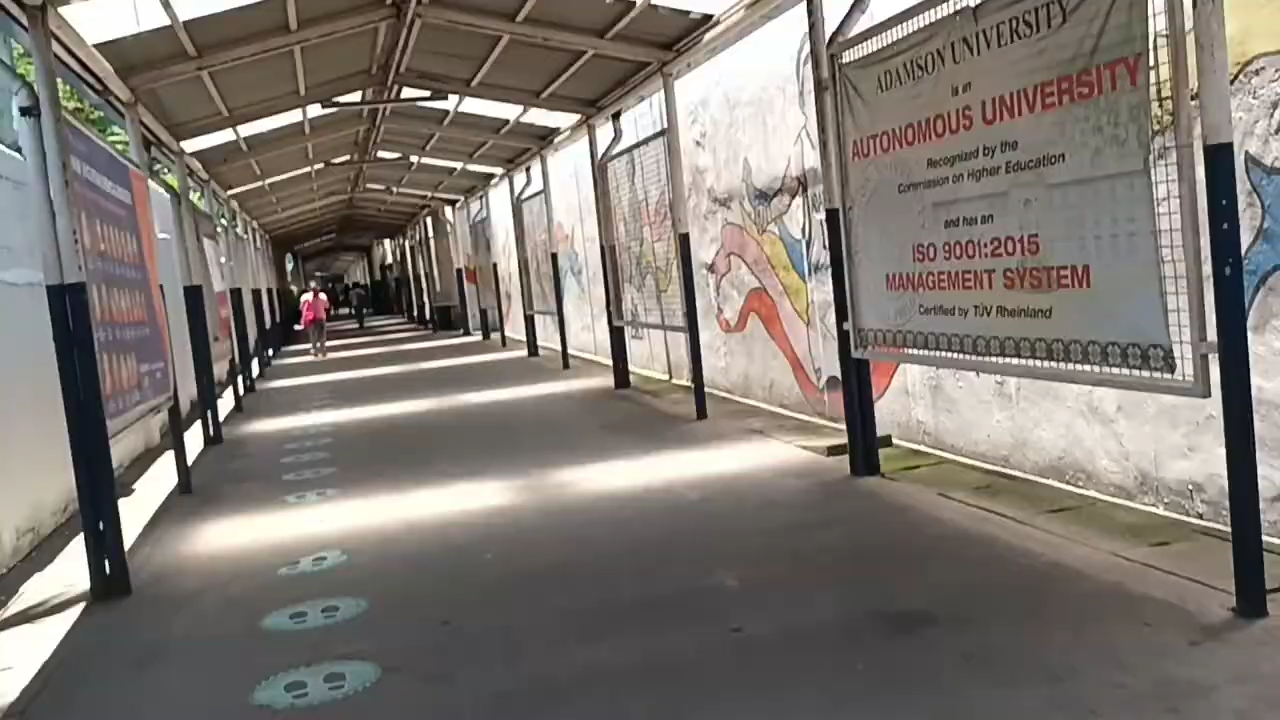 ADAMSON UNIVERSITY
is an
AUTONOMOUS UNIVERSITY
Recognized by the
Commission on Hgher Education
and has an
ISO 9001:2015
MANAGEMENT SYSTEM
Certified by TÜV Rheinland